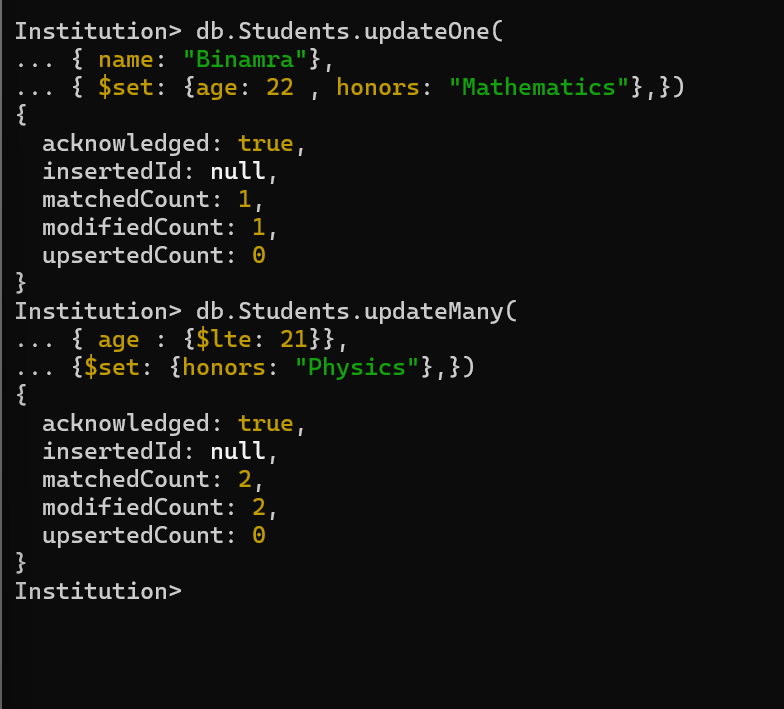 Institution> db.Students.updateOne(
... { name: "Binamra"},
... { $set: {age: 22 , honors: "Mathematics"},})
{
  acknowledged: true,
  insertedId: null,
  matchedCount: 1,
  modifiedCount: 1,
  upsertedCount: 0
}
Institution> db.Students.updateMany(
... { age : {$lte: 21}},
... {$set: {honors: "Physics"},})
{
  acknowledged: true,
  insertedId: null,
  matchedCount: 2,
  modifiedCount: 2,
  upsertedCount: 0
}
Institution>